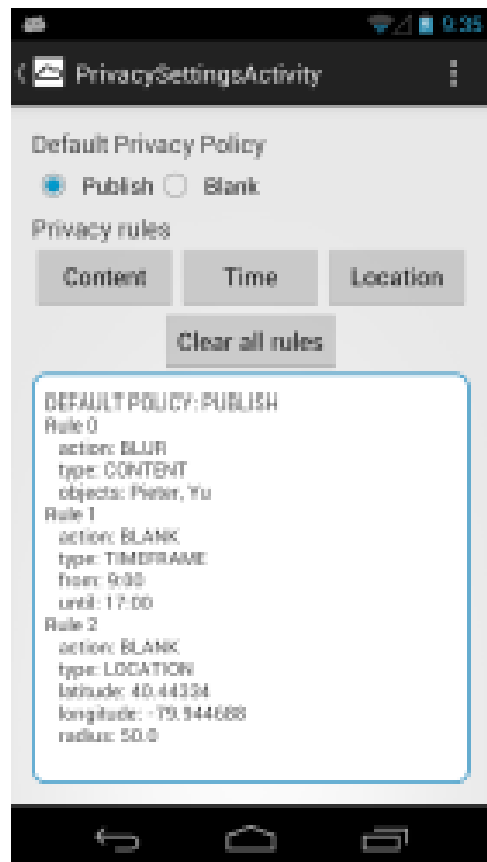 9:35
PrivacySettingsActivity
Default Privacy Policy
Publish Blank
Privacy rules
Content Time Location
Clear all rules
DEFAULT POLICY: PUBLISH
Rule 0
action: BLUR
type: CONTENT
objects: Pieter, Yu
Rule 1
action: BLANK
type: TIMEFRAME
from: 9:00
until: 17:00
Rule 2
action: BLANK
type: LOCATION
latitude: 40.44334
longitude: -79.944688
radius: 50.0